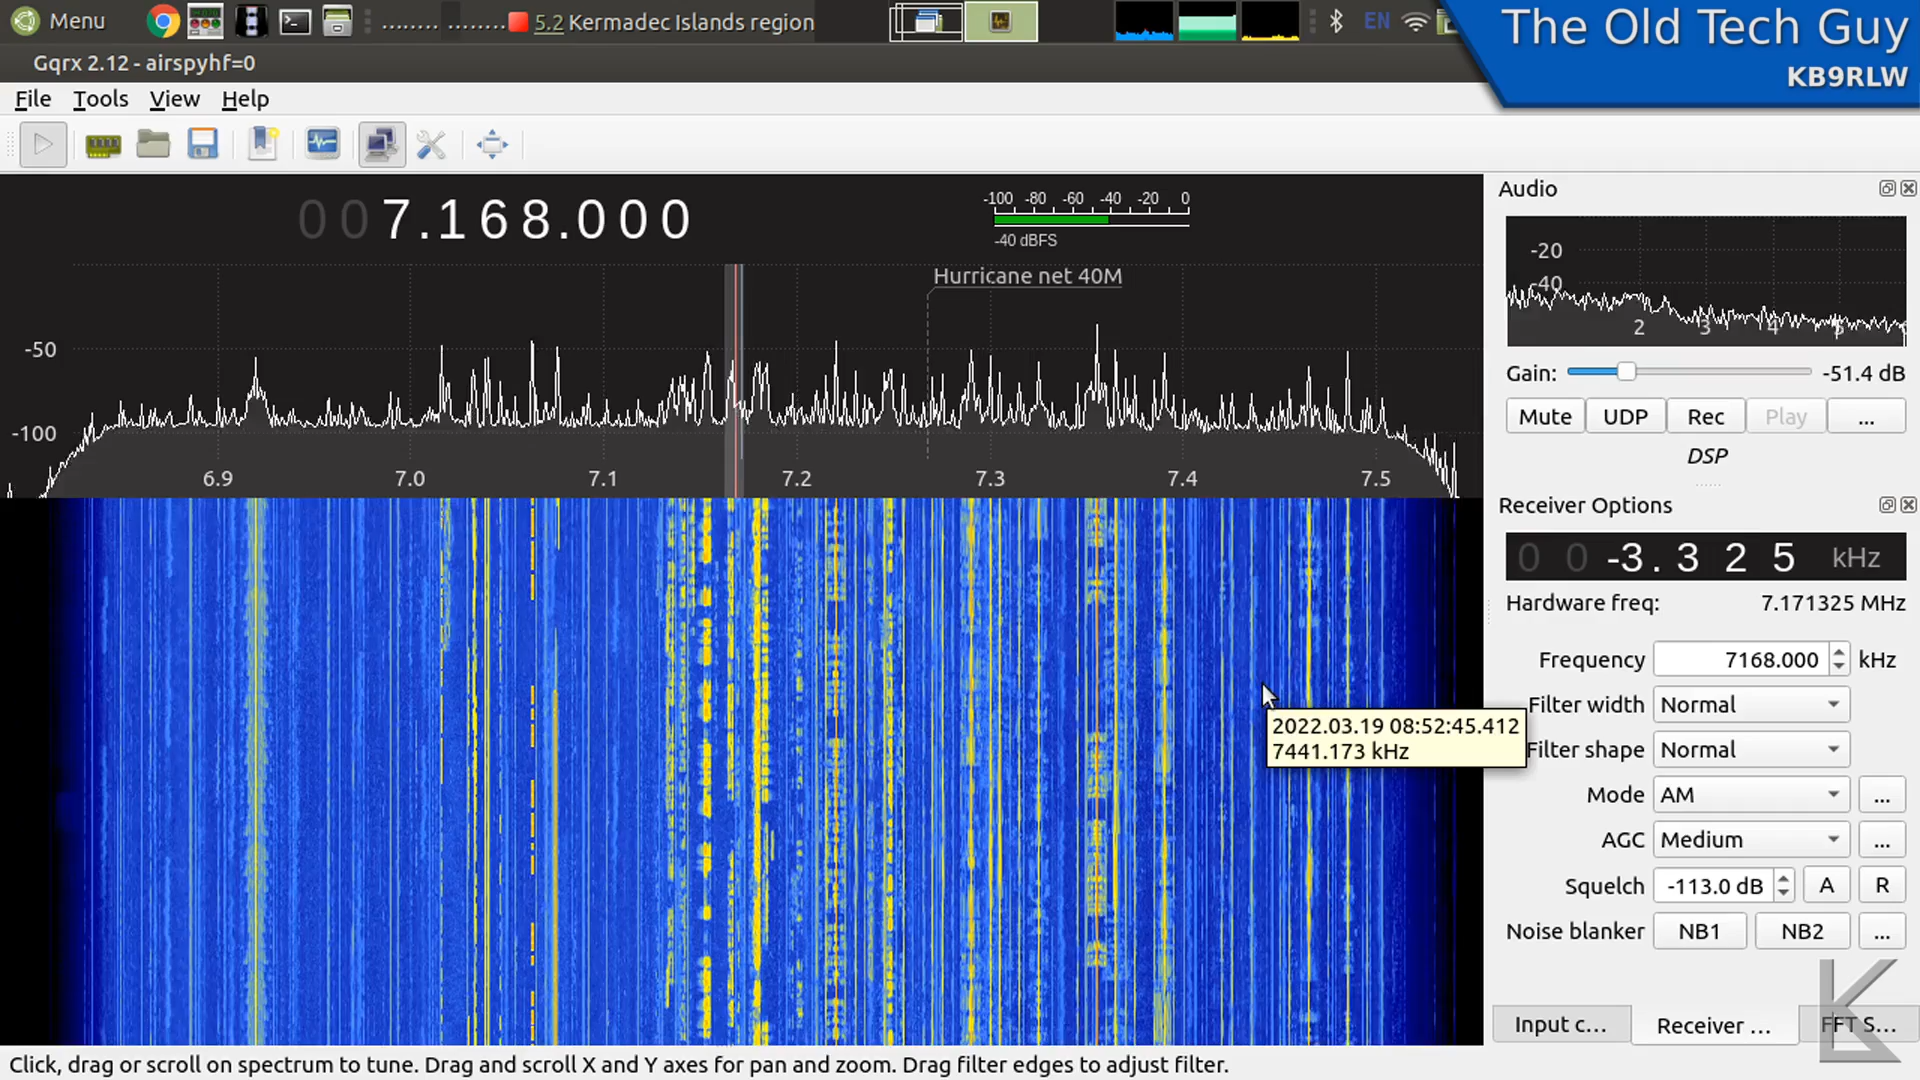 Menu
5.2 Kermadec Islands region
EN
The Old Tech Guy
KB9RLW
Gqrx 2.12 - airspyhf=0
File Tools View Help
007.168.000
-100 -80 -60 -40 -20 0
-40 dBFS
Hurricane net 40M
-50
-100
6.9 7.0 7.1 7.2 7.3 7.4 7.5
Audio
-20
-40
2 3 4 5
Gain: -51.4 dB
Mute UDP Rec Play ...
DSP
Receiver Options
00-3.325 kHz
Hardware freq: 7.171325 MHz
Frequency 7168.000 kHz
Filter width Normal
2022.03.19 08:52:45.412
7441.173 kHz
Filter shape Normal
Mode AM ...
AGC Medium ...
Squelch -113.0 dB A R
Noise blanker NB1 NB2 ...
Input c... Receiver ... FFT S...
K
Click, drag or scroll on spectrum to tune. Drag and scroll X and Y axes for pan and zoom. Drag filter edges to adjust filter.